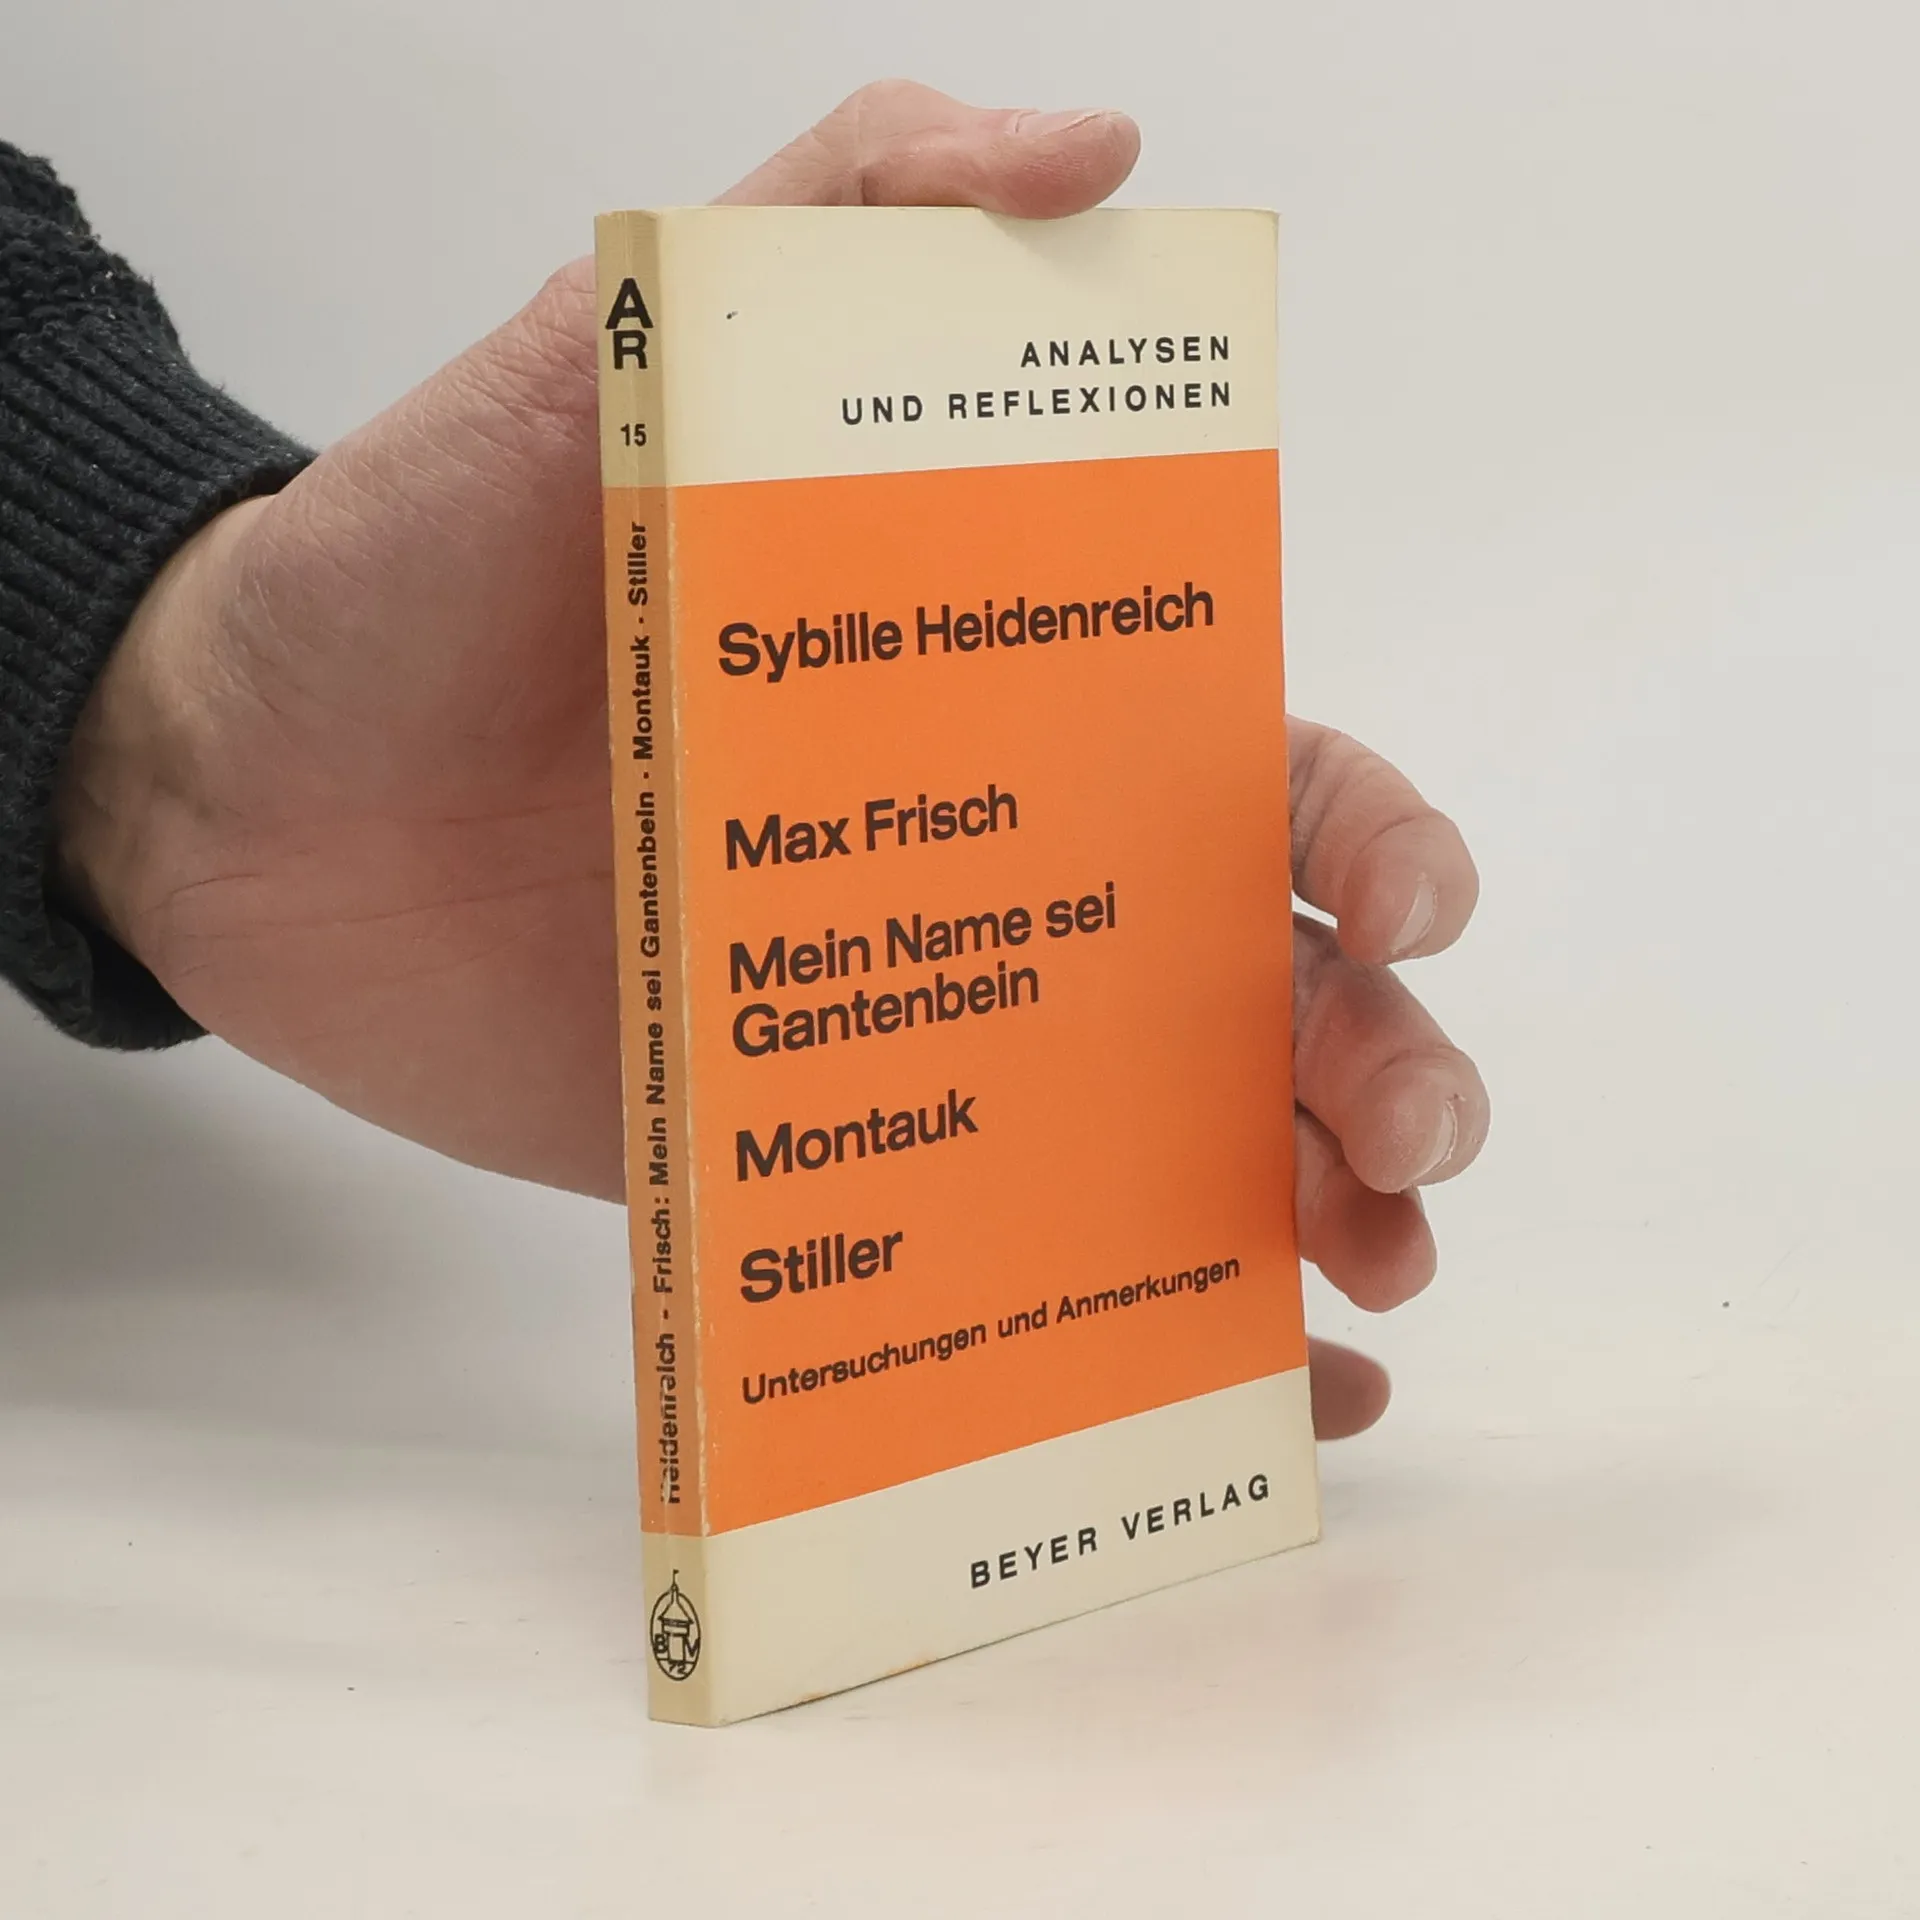 A
R
15
Heidenreich - Frisch: Mein Name sei Gantenbein · Montauk · Stiller
B V
72
ANALYSEN
UND REFLEXIONEN
Sybille Heidenreich
Max Frisch
Mein Name sei
Gantenbein
Montauk
Stiller
Untersuchungen und Anmerkungen
BEYER VERLAG